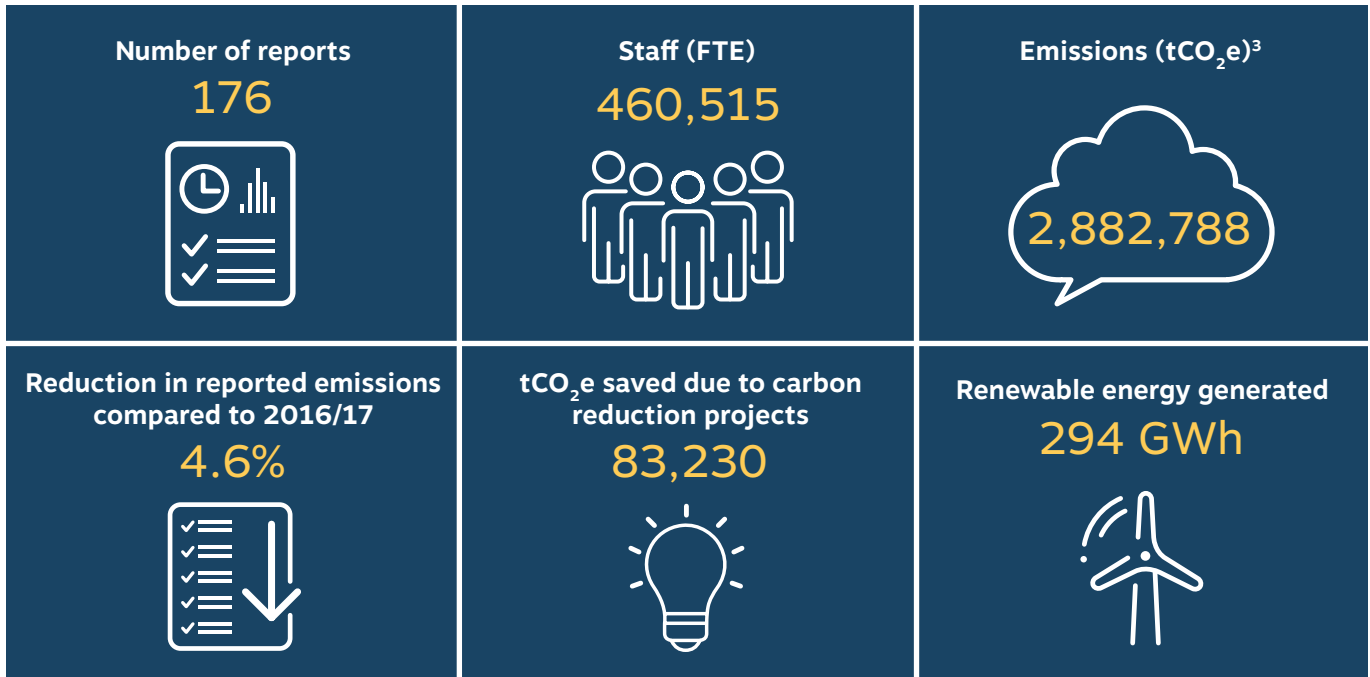 Number of reports
176
Staff (FTE)
460,515
Emissions (tCO₂e)³
2,882,788
Reduction in reported emissions
compared to 2016/17
4.6%
tCO₂e saved due to carbon
reduction projects
83,230
Renewable energy generated
294 GWh